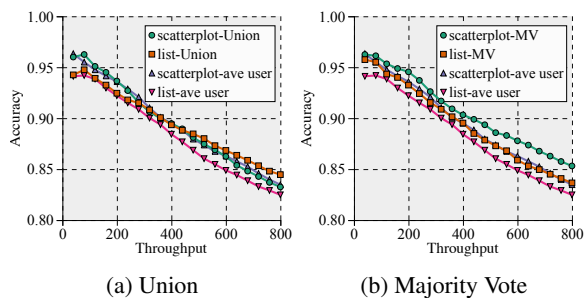 1.00
0.95
0.90
0.85
0.80
Accuracy
scatterplot-Union
list-Union
scatterplot-ave user
list-ave user
0 200 400 600 800
Throughput
(a) Union
1.00
0.95
0.90
0.85
0.80
Accuracy
scatterplot-MV
list-MV
scatterplot-ave user
list-ave user
0 200 400 600 800
Throughput
(b) Majority Vote